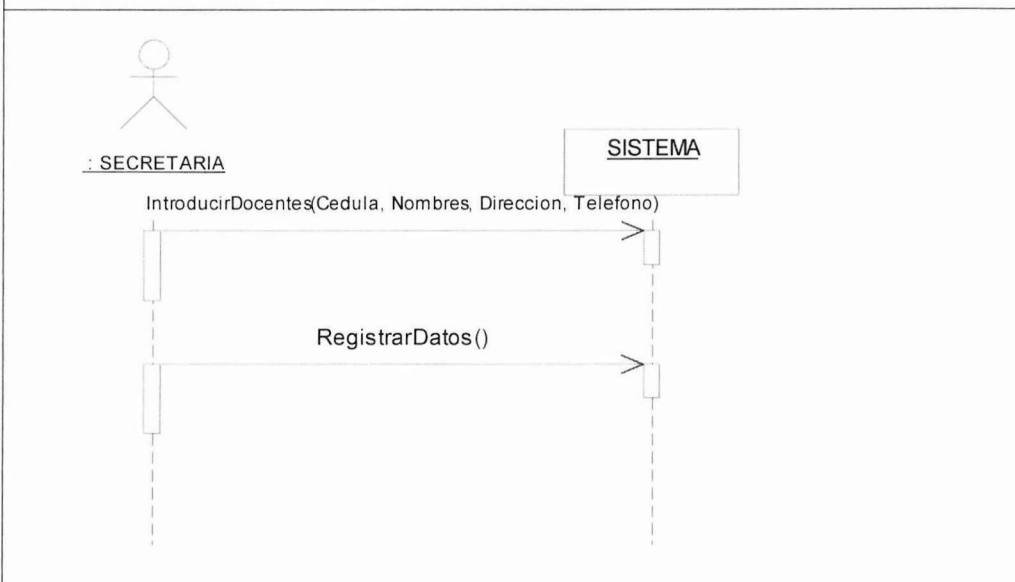 : SECRETARIA
SISTEMA
IntroducirDocentes(Cedula, Nombres, Direccion, Telefono)
RegistrarDatos()